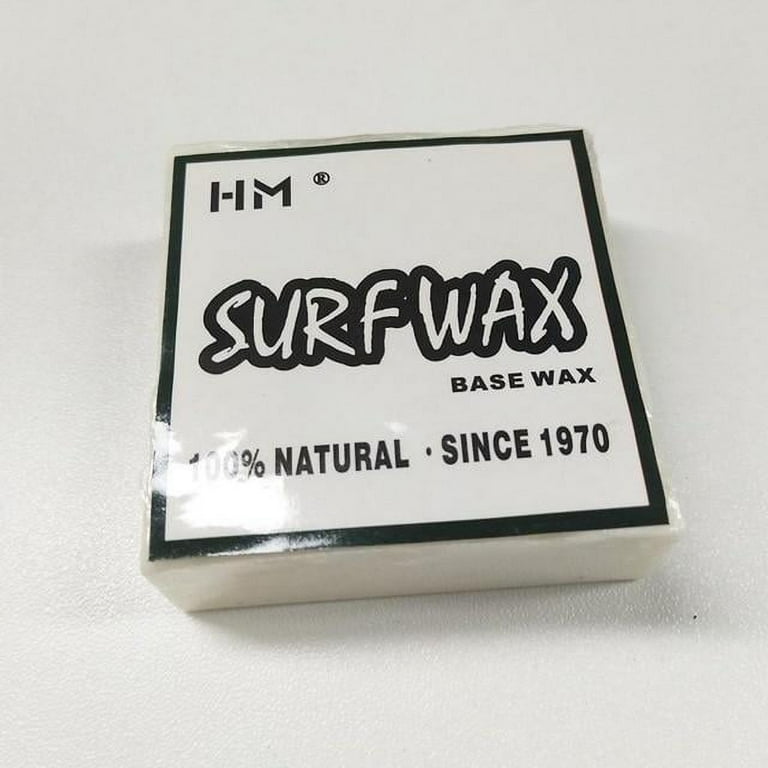 HM ®
SURF WAX
BASE WAX
100% NATURAL · SINCE 1970